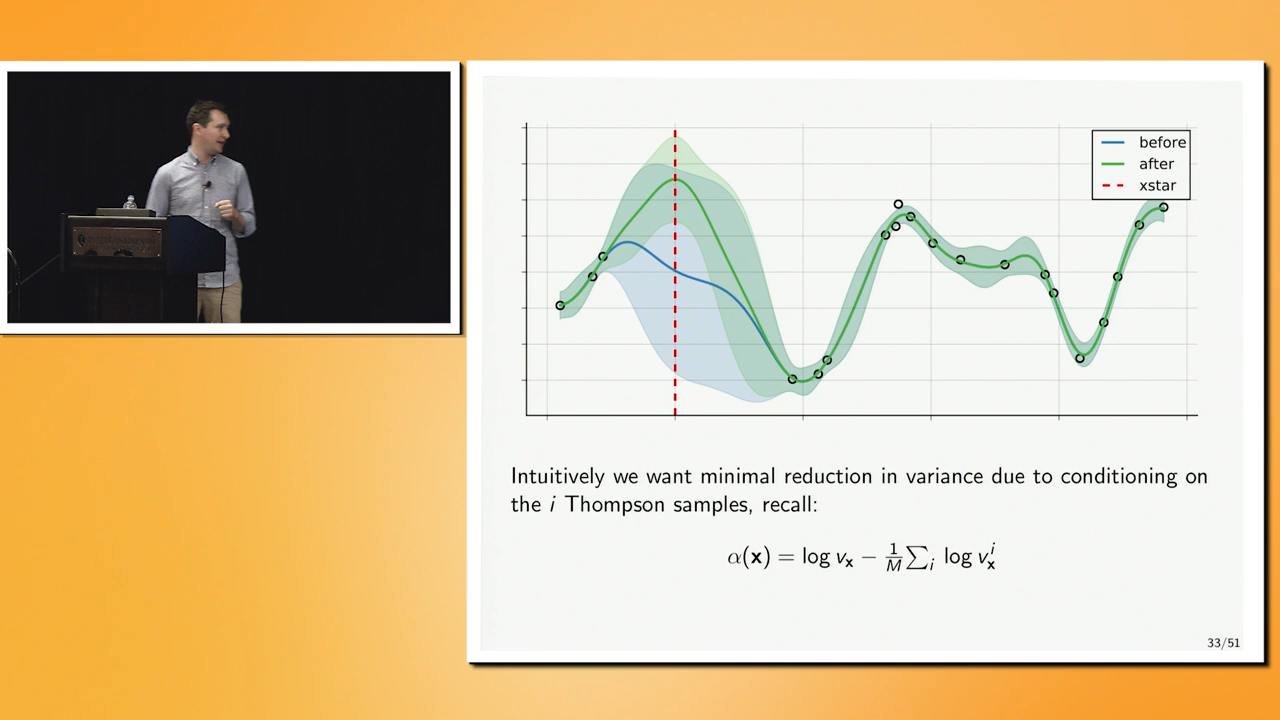 before
after
xstar
Intuitively we want minimal reduction in variance due to conditioning on
the i Thompson samples, recall:
α(x) = log vₓ − 1/M ∑ᵢ log vₓⁱ
33/51